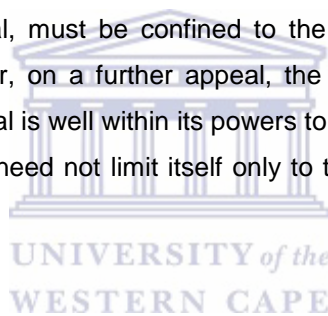 al, must be confined to the
r, on a further appeal, the
al is well within its powers to
need not limit itself only to t
UNIVERSITY of the
WESTERN CAPE